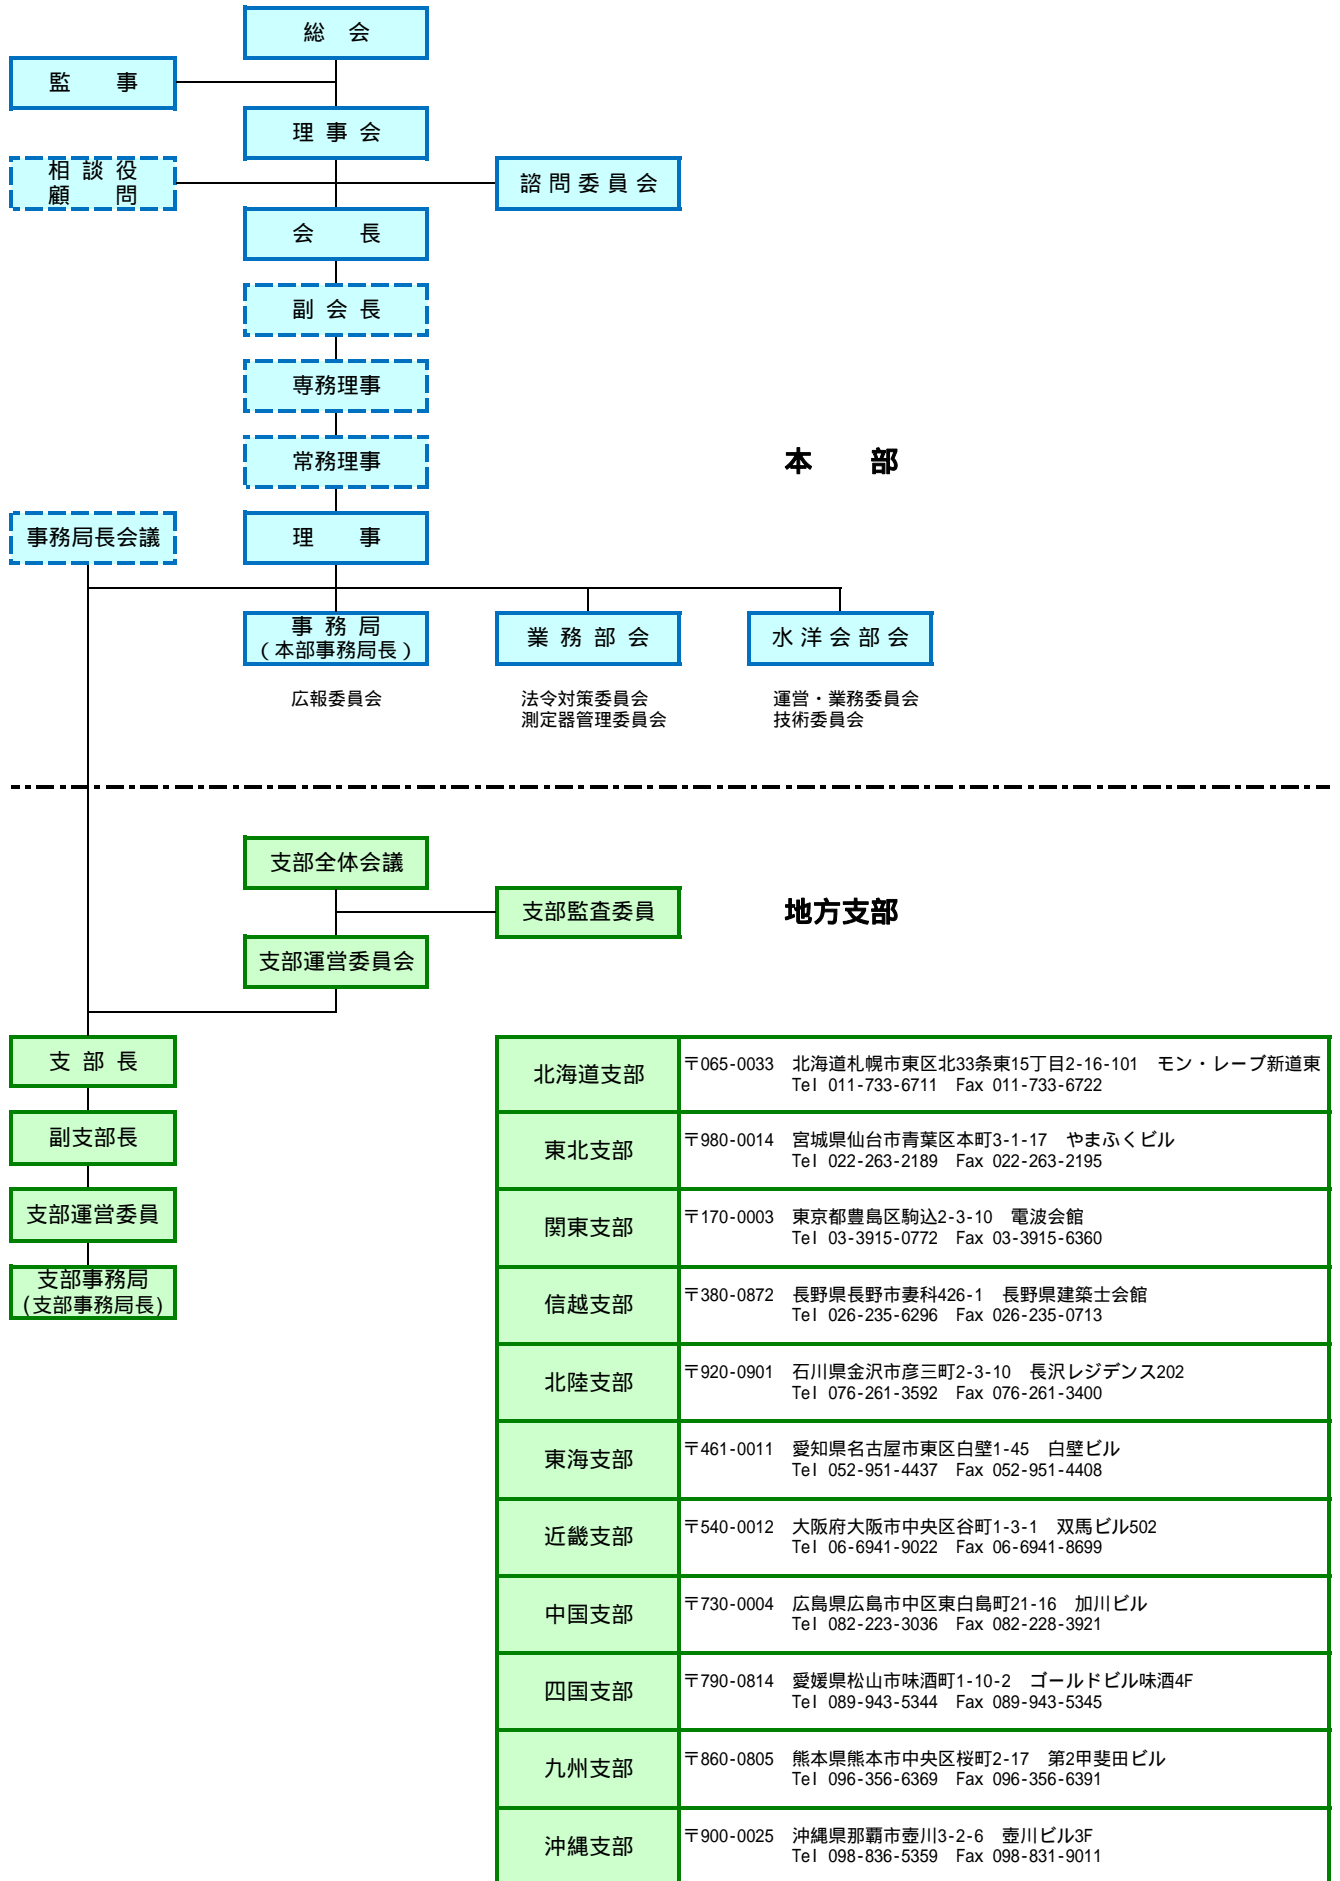 総　会
監　　事
理 事 会
相 談 役
顧　　問
諮 問 委 員 会
会　　長
副 会 長
専務理事
常務理事
本　　部
事務局長会議
理　　事
事 務 局
（本部事務局長）
業 務 部 会
水 洋 会 部 会
広報委員会
法令対策委員会
測定器管理委員会
運営・業務委員会
技術委員会
支部全体会議
支部監査委員
地方支部
支部運営委員会
支 部 長
副支部長
支部運営委員
支部事務局
(支部事務局長)
北海道支部
〒065-0033　北海道札幌市東区北33条東15丁目2-16-101　モン・レーブ新道東
Tel 011-733-6711　Fax 011-733-6722
東北支部
〒980-0014　宮城県仙台市青葉区本町3-1-17　やまふくビル
Tel 022-263-2189　Fax 022-263-2195
関東支部
〒170-0003　東京都豊島区駒込2-3-10　電波会館
Tel 03-3915-0772　Fax 03-3915-6360
信越支部
〒380-0872　長野県長野市妻科426-1　長野県建築士会館
Tel 026-235-6296　Fax 026-235-0713
北陸支部
〒920-0901　石川県金沢市彦三町2-3-10　長沢レジデンス202
Tel 076-261-3592　Fax 076-261-3400
東海支部
〒461-0011　愛知県名古屋市東区白壁1-45　白壁ビル
Tel 052-951-4437　Fax 052-951-4408
近畿支部
〒540-0012　大阪府大阪市中央区谷町1-3-1　双馬ビル502
Tel 06-6941-9022　Fax 06-6941-8699
中国支部
〒730-0004　広島県広島市中区東白島町21-16　加川ビル
Tel 082-223-3036　Fax 082-228-3921
四国支部
〒790-0814　愛媛県松山市味酒町1-10-2　ゴールドビル味酒4F
Tel 089-943-5344　Fax 089-943-5345
九州支部
〒860-0805　熊本県熊本市中央区桜町2-17　第2甲斐田ビル
Tel 096-356-6369　Fax 096-356-6391
沖縄支部
〒900-0025　沖縄県那覇市壺川3-2-6　壺川ビル3F
Tel 098-836-5359　Fax 098-831-9011